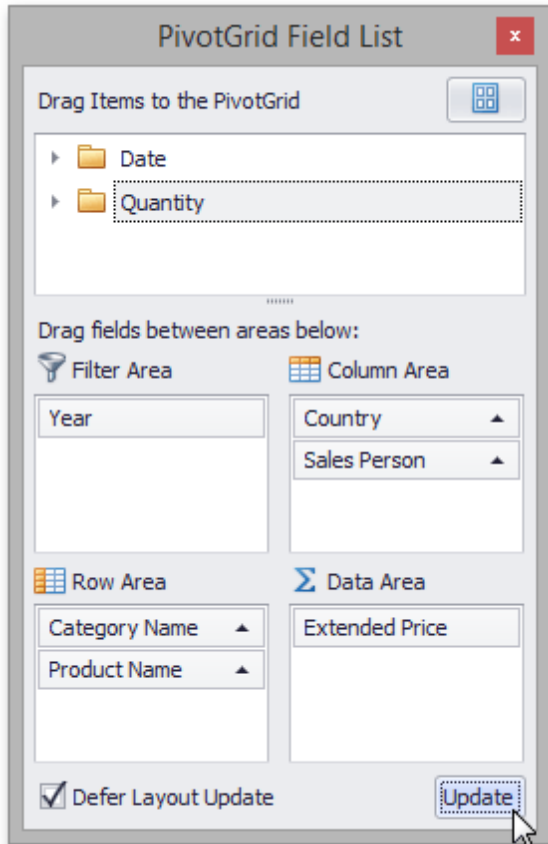 PivotGrid Field List
x
Drag Items to the PivotGrid
Date
Quantity
Drag fields between areas below:
Filter Area
Column Area
Year
Country
Sales Person
Row Area
Σ Data Area
Category Name
Product Name
Extended Price
Defer Layout Update
Update